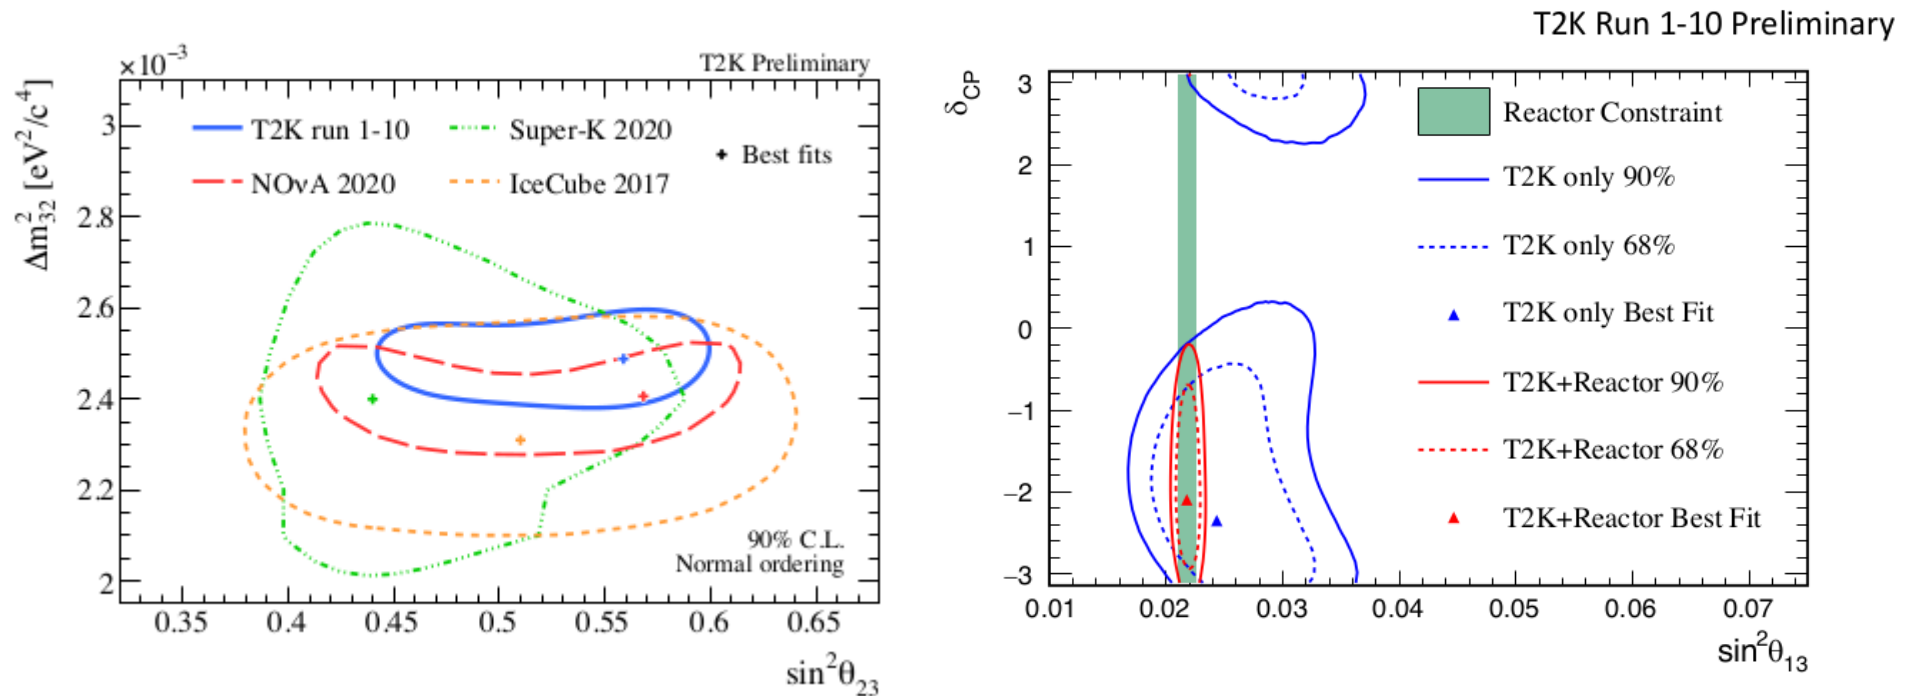 T2K Run 1-10 Preliminary
×10⁻³
T2K Preliminary
Δm²₃₂ [eV²/c⁴]
T2K run 1-10
Super-K 2020
Best fits
NOνA 2020
IceCube 2017
3
2.8
2.6
2.4
2.2
2
90% C.L.
Normal ordering
0.35 0.4 0.45 0.5 0.55 0.6 0.65
sin²θ₂₃
δCP
3
2
1
0
−1
−2
−3
Reactor Constraint
T2K only 90%
T2K only 68%
T2K only Best Fit
T2K+Reactor 90%
T2K+Reactor 68%
T2K+Reactor Best Fit
0.01 0.02 0.03 0.04 0.05 0.06 0.07
sin²θ₁₃